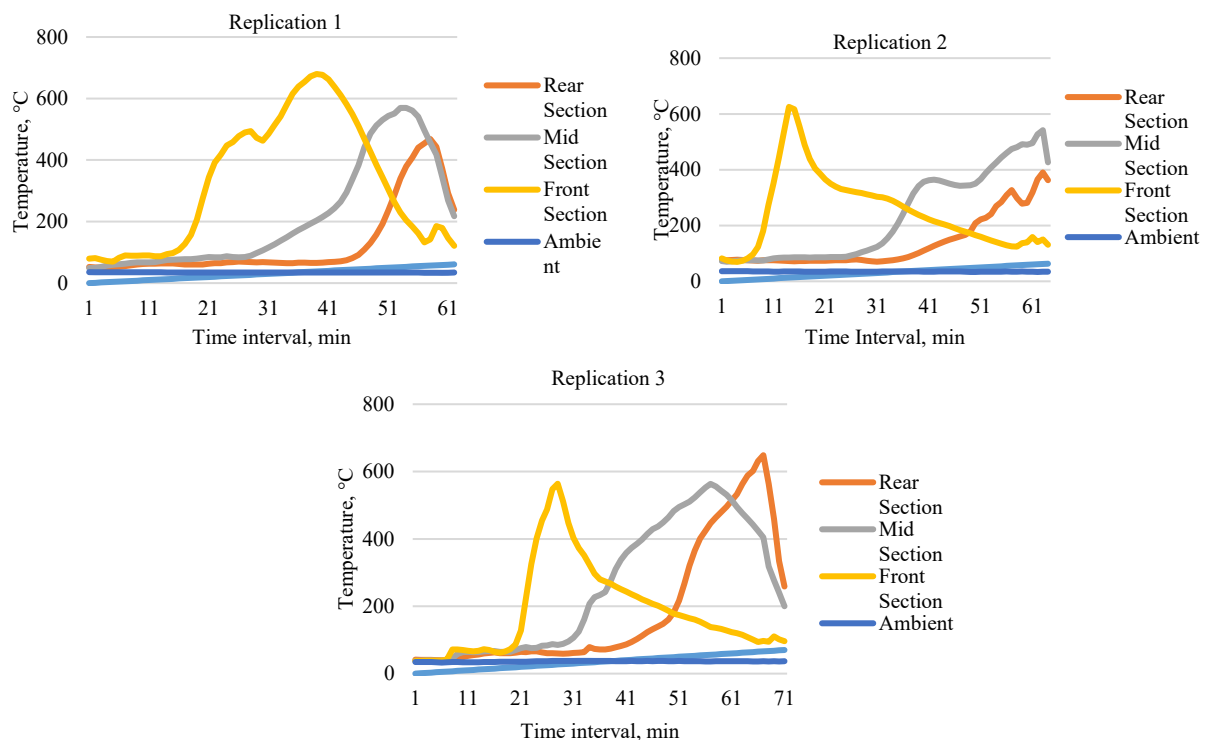 Replication 1
Temperature, °C
800
600
400
200
0
1 11 21 31 41 51 61
Time interval, min
Rear
Section
Mid
Section
Front
Section
Ambie
nt
Replication 2
Temperature, °C
800
600
400
200
0
1 11 21 31 41 51 61
Time Interval, min
Rear
Section
Mid
Section
Front
Section
Ambient
Replication 3
Temperature, °C
800
600
400
200
0
1 11 21 31 41 51 61 71
Time interval, min
Rear
Section
Mid
Section
Front
Section
Ambient